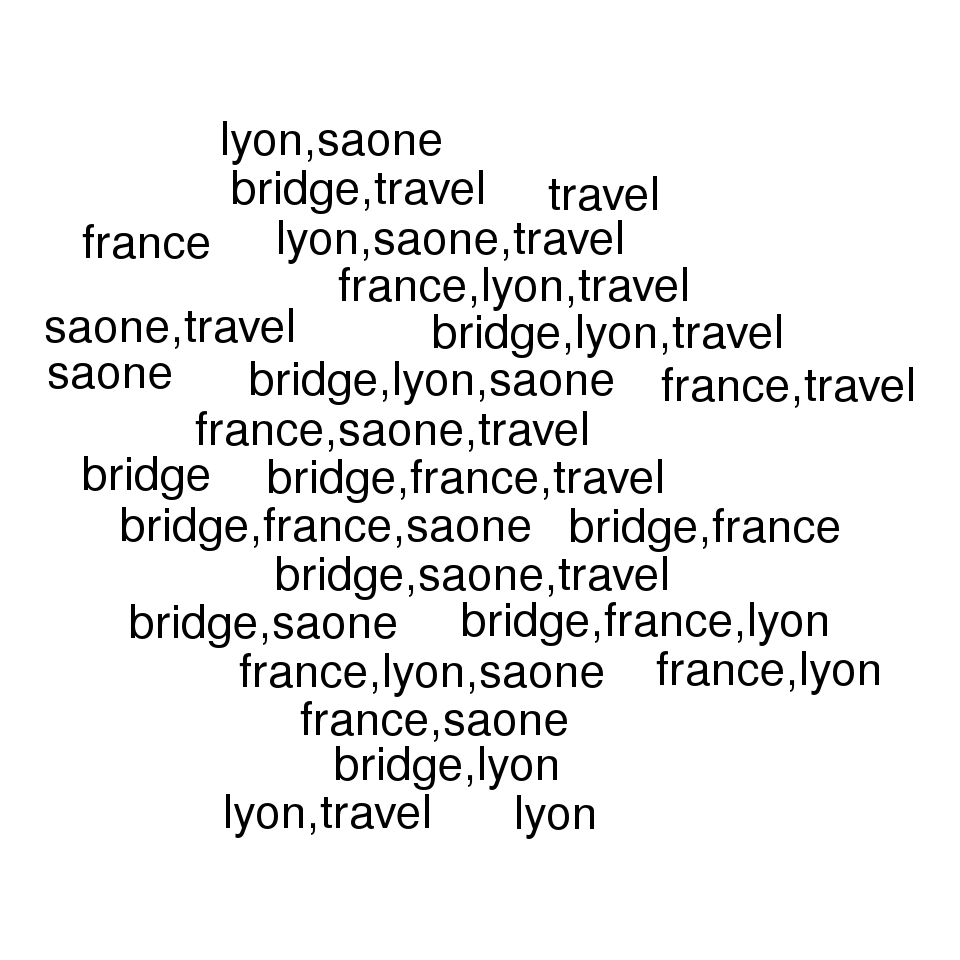 lyon,saone
bridge,travel travel
france lyon,saone,travel
france,lyon,travel
saone,travel bridge,lyon,travel
saone bridge,lyon,saone france,travel
france,saone,travel
bridge bridge,france,travel
bridge,france,saone bridge,france
bridge,saone,travel
bridge,saone bridge,france,lyon
france,lyon,saone france,lyon
france,saone
bridge,lyon
lyon,travel lyon